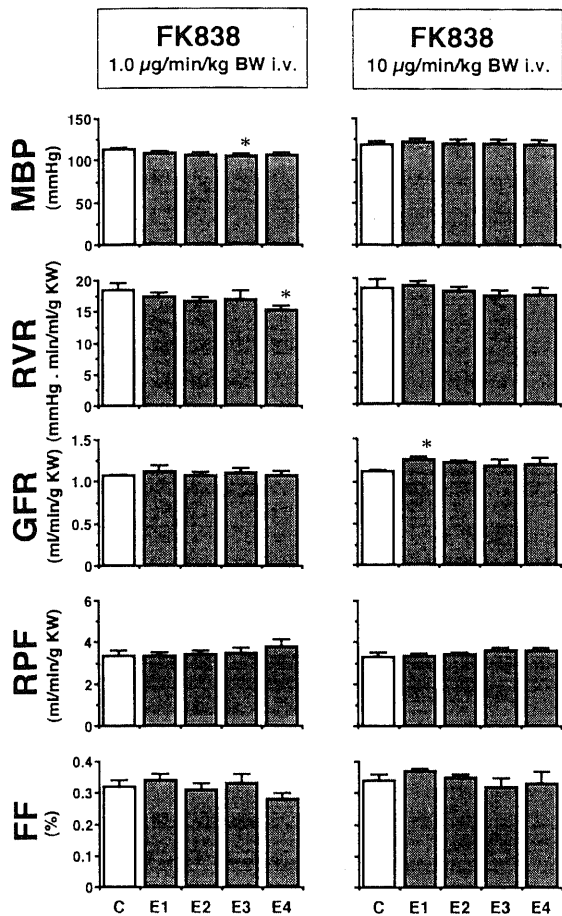 FK838
1.0 µg/min/kg BW i.v.
FK838
10 µg/min/kg BW i.v.
MBP
(mmHg)
150
100
50
0
*
RVR
(mmHg . min/ml/g KW)
20
15
10
5
0
*
GFR
(ml/min/g KW)
1.5
1.0
0.5
0
*
RPF
(ml/min/g KW)
6
4
2
0
FF
(%)
0.4
0.3
0.2
0.1
0
C E1 E2 E3 E4
C E1 E2 E3 E4